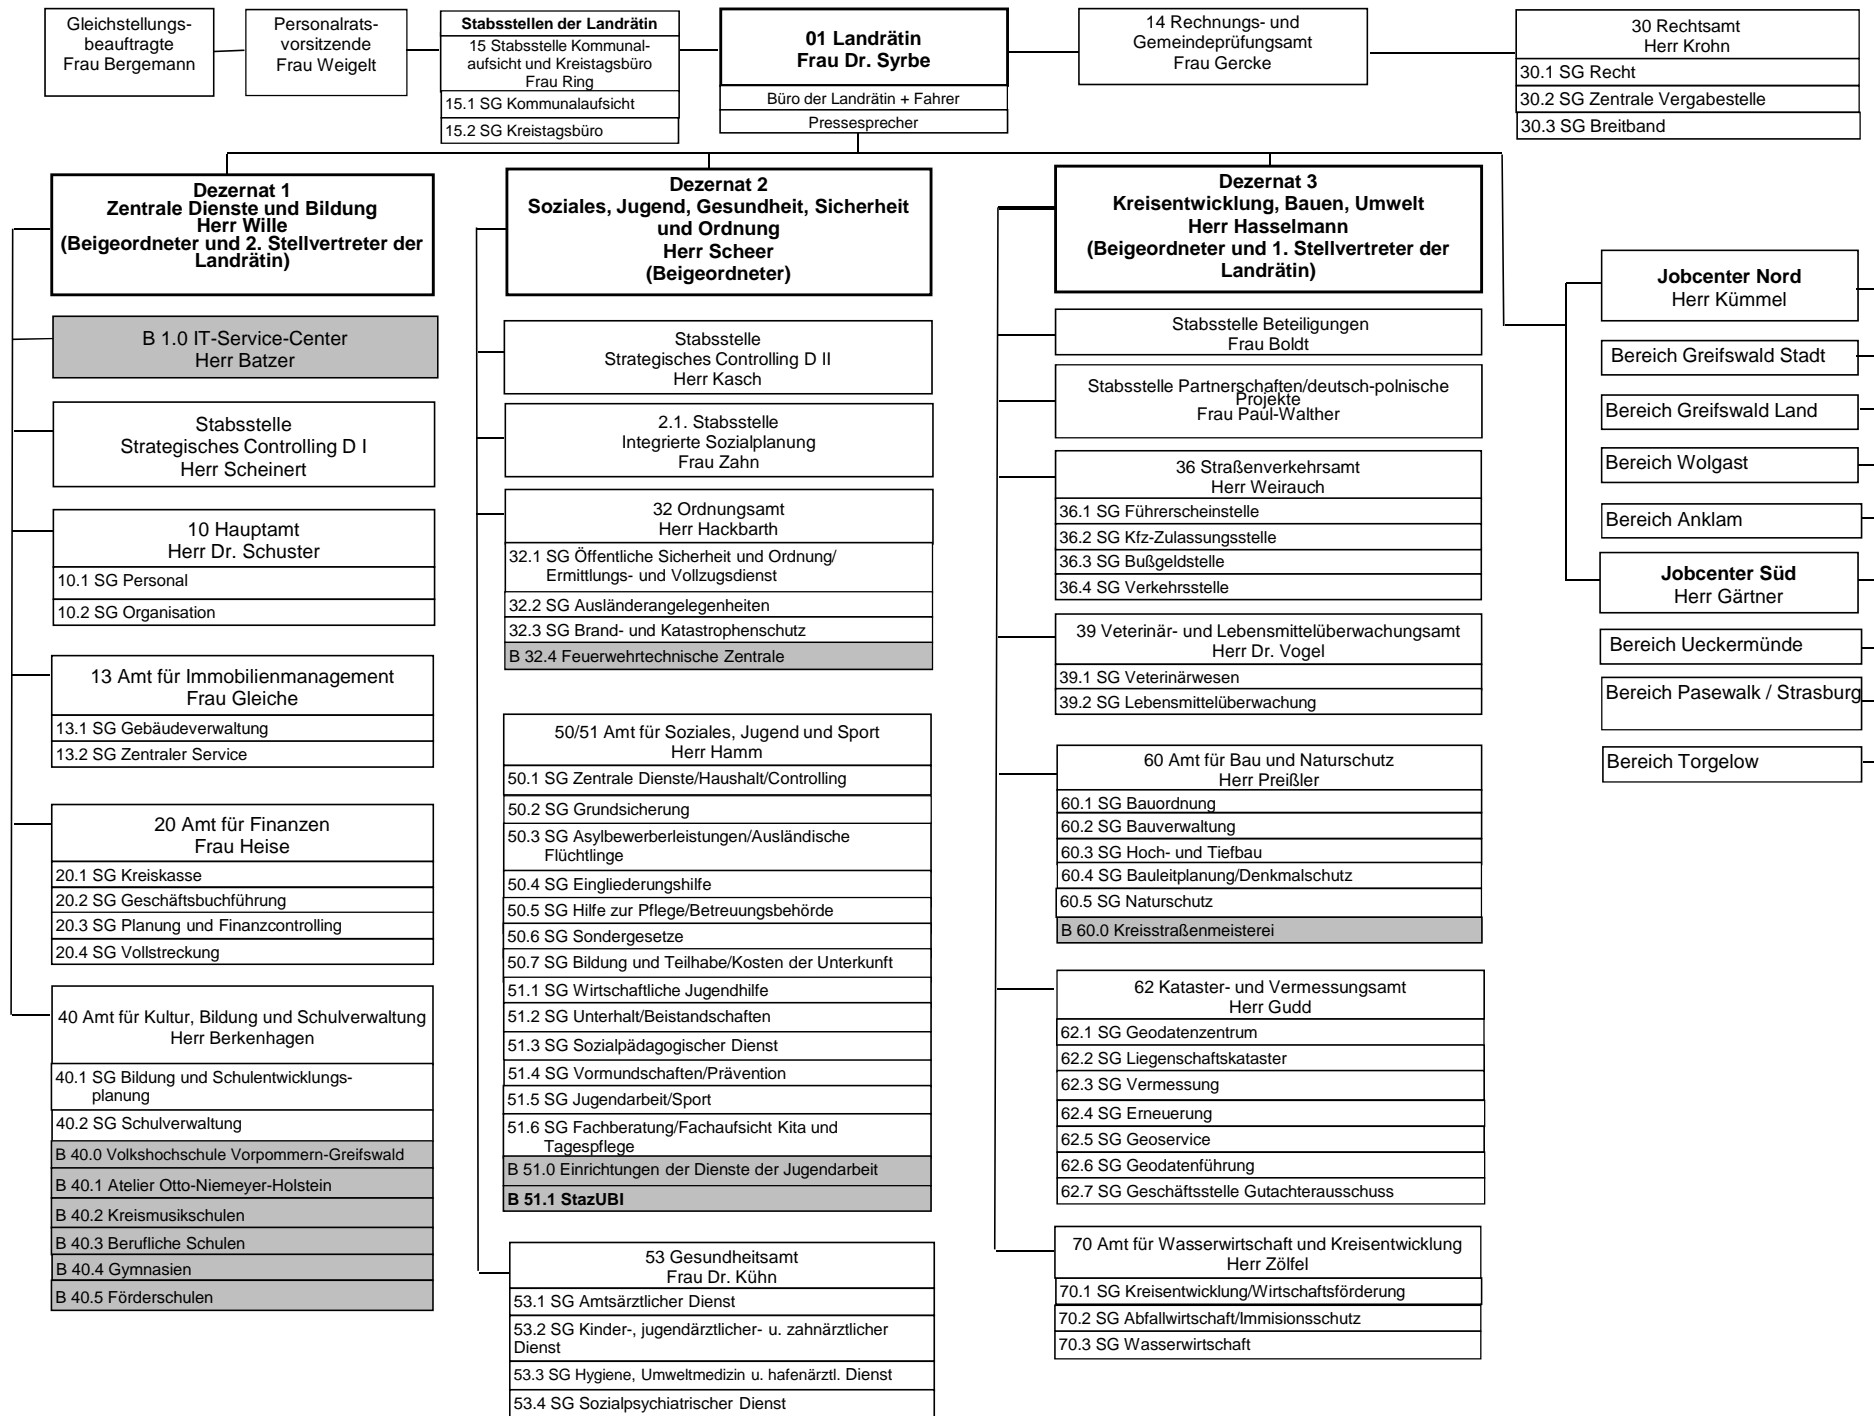 Gleichstellungs-
beauftragte
Frau Bergemann
Personalrats-
vorsitzende
Frau Weigelt
Stabsstellen der Landrätin
15 Stabsstelle Kommunal-
aufsicht und Kreistagsbüro
Frau Ring
15.1 SG Kommunalaufsicht
15.2 SG Kreistagsbüro
01 Landrätin
Frau Dr. Syrbe
Büro der Landrätin + Fahrer
Pressesprecher
14 Rechnungs- und
Gemeindeprüfungsamt
Frau Gercke
30 Rechtsamt
Herr Krohn
30.1 SG Recht
30.2 SG Zentrale Vergabestelle
30.3 SG Breitband
Dezernat 1
Zentrale Dienste und Bildung
Herr Wille
(Beigeordneter und 2. Stellvertreter der
Landrätin)
B 1.0 IT-Service-Center
Herr Batzer
Stabsstelle
Strategisches Controlling D I
Herr Scheinert
10 Hauptamt
Herr Dr. Schuster
10.1 SG Personal
10.2 SG Organisation
13 Amt für Immobilienmanagement
Frau Gleiche
13.1 SG Gebäudeverwaltung
13.2 SG Zentraler Service
20 Amt für Finanzen
Frau Heise
20.1 SG Kreiskasse
20.2 SG Geschäftsbuchführung
20.3 SG Planung und Finanzcontrolling
20.4 SG Vollstreckung
40 Amt für Kultur, Bildung und Schulverwaltung
Herr Berkenhagen
40.1 SG Bildung und Schulentwicklungs-
planung
40.2 SG Schulverwaltung
B 40.0 Volkshochschule Vorpommern-Greifswald
B 40.1 Atelier Otto-Niemeyer-Holstein
B 40.2 Kreismusikschulen
B 40.3 Berufliche Schulen
B 40.4 Gymnasien
B 40.5 Förderschulen
Dezernat 2
Soziales, Jugend, Gesundheit, Sicherheit
und Ordnung
Herr Scheer
(Beigeordneter)
Stabsstelle
Strategisches Controlling D II
Herr Kasch
2.1. Stabsstelle
Integrierte Sozialplanung
Frau Zahn
32 Ordnungsamt
Herr Hackbarth
32.1 SG Öffentliche Sicherheit und Ordnung/
Ermittlungs- und Vollzugsdienst
32.2 SG Ausländerangelegenheiten
32.3 SG Brand- und Katastrophenschutz
B 32.4 Feuerwehrtechnische Zentrale
50/51 Amt für Soziales, Jugend und Sport
Herr Hamm
50.1 SG Zentrale Dienste/Haushalt/Controlling
50.2 SG Grundsicherung
50.3 SG Asylbewerberleistungen/Ausländische
Flüchtlinge
50.4 SG Eingliederungshilfe
50.5 SG Hilfe zur Pflege/Betreuungsbehörde
50.6 SG Sondergesetze
50.7 SG Bildung und Teilhabe/Kosten der Unterkunft
51.1 SG Wirtschaftliche Jugendhilfe
51.2 SG Unterhalt/Beistandschaften
51.3 SG Sozialpädagogischer Dienst
51.4 SG Vormundschaften/Prävention
51.5 SG Jugendarbeit/Sport
51.6 SG Fachberatung/Fachaufsicht Kita und
Tagespflege
B 51.0 Einrichtungen der Dienste der Jugendarbeit
B 51.1 StazUBI
53 Gesundheitsamt
Frau Dr. Kühn
53.1 SG Amtsärztlicher Dienst
53.2 SG Kinder-, jugendärztlicher- u. zahnärztlicher
Dienst
53.3 SG Hygiene, Umweltmedizin u. hafenärztl. Dienst
53.4 SG Sozialpsychiatrischer Dienst
Dezernat 3
Kreisentwicklung, Bauen, Umwelt
Herr Hasselmann
(Beigeordneter und 1. Stellvertreter der
Landrätin)
Stabsstelle Beteiligungen
Frau Boldt
Stabsstelle Partnerschaften/deutsch-polnische
Projekte
Frau Paul-Walther
36 Straßenverkehrsamt
Herr Weirauch
36.1 SG Führerscheinstelle
36.2 SG Kfz-Zulassungsstelle
36.3 SG Bußgeldstelle
36.4 SG Verkehrsstelle
39 Veterinär- und Lebensmittelüberwachungsamt
Herr Dr. Vogel
39.1 SG Veterinärwesen
39.2 SG Lebensmittelüberwachung
60 Amt für Bau und Naturschutz
Herr Preißler
60.1 SG Bauordnung
60.2 SG Bauverwaltung
60.3 SG Hoch- und Tiefbau
60.4 SG Bauleitplanung/Denkmalschutz
60.5 SG Naturschutz
B 60.0 Kreisstraßenmeisterei
62 Kataster- und Vermessungsamt
Herr Gudd
62.1 SG Geodatenzentrum
62.2 SG Liegenschaftskataster
62.3 SG Vermessung
62.4 SG Erneuerung
62.5 SG Geoservice
62.6 SG Geodatenführung
62.7 SG Geschäftsstelle Gutachterausschuss
70 Amt für Wasserwirtschaft und Kreisentwicklung
Herr Zölfel
70.1 SG Kreisentwicklung/Wirtschaftsförderung
70.2 SG Abfallwirtschaft/Immisionsschutz
70.3 SG Wasserwirtschaft
Jobcenter Nord
Herr Kümmel
Bereich Greifswald Stadt
Bereich Greifswald Land
Bereich Wolgast
Bereich Anklam
Jobcenter Süd
Herr Gärtner
Bereich Ueckermünde
Bereich Pasewalk / Strasburg
Bereich Torgelow